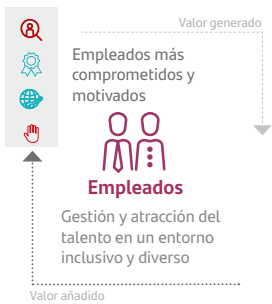 Valor generado
Empleados más
comprometidos y
motivados
Empleados
Gestión y atracción del
talento en un entorno
inclusivo y diverso
Valor añadido